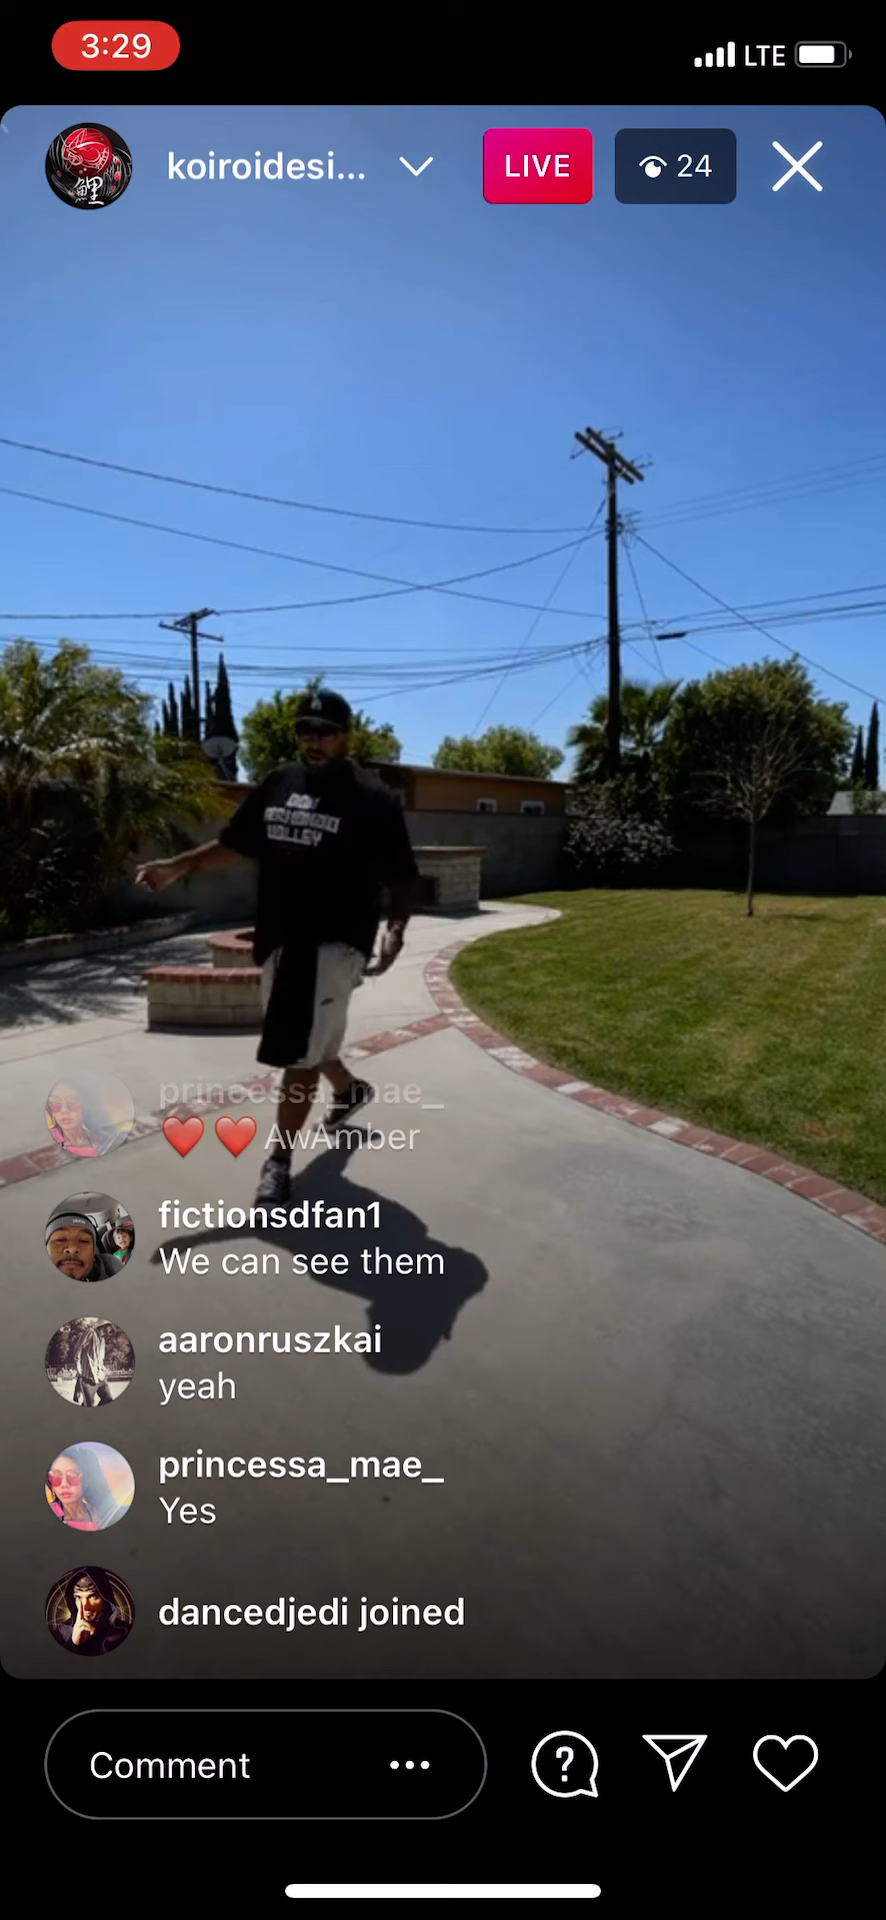 3:29
LTE
koiroidesi...
LIVE
24
鯉
princessa_mae_
❤️ ❤️ AwAmber
fictionsdfan1
We can see them
aaronruszkai
yeah
princessa_mae_
Yes
dancedjedi joined
Comment